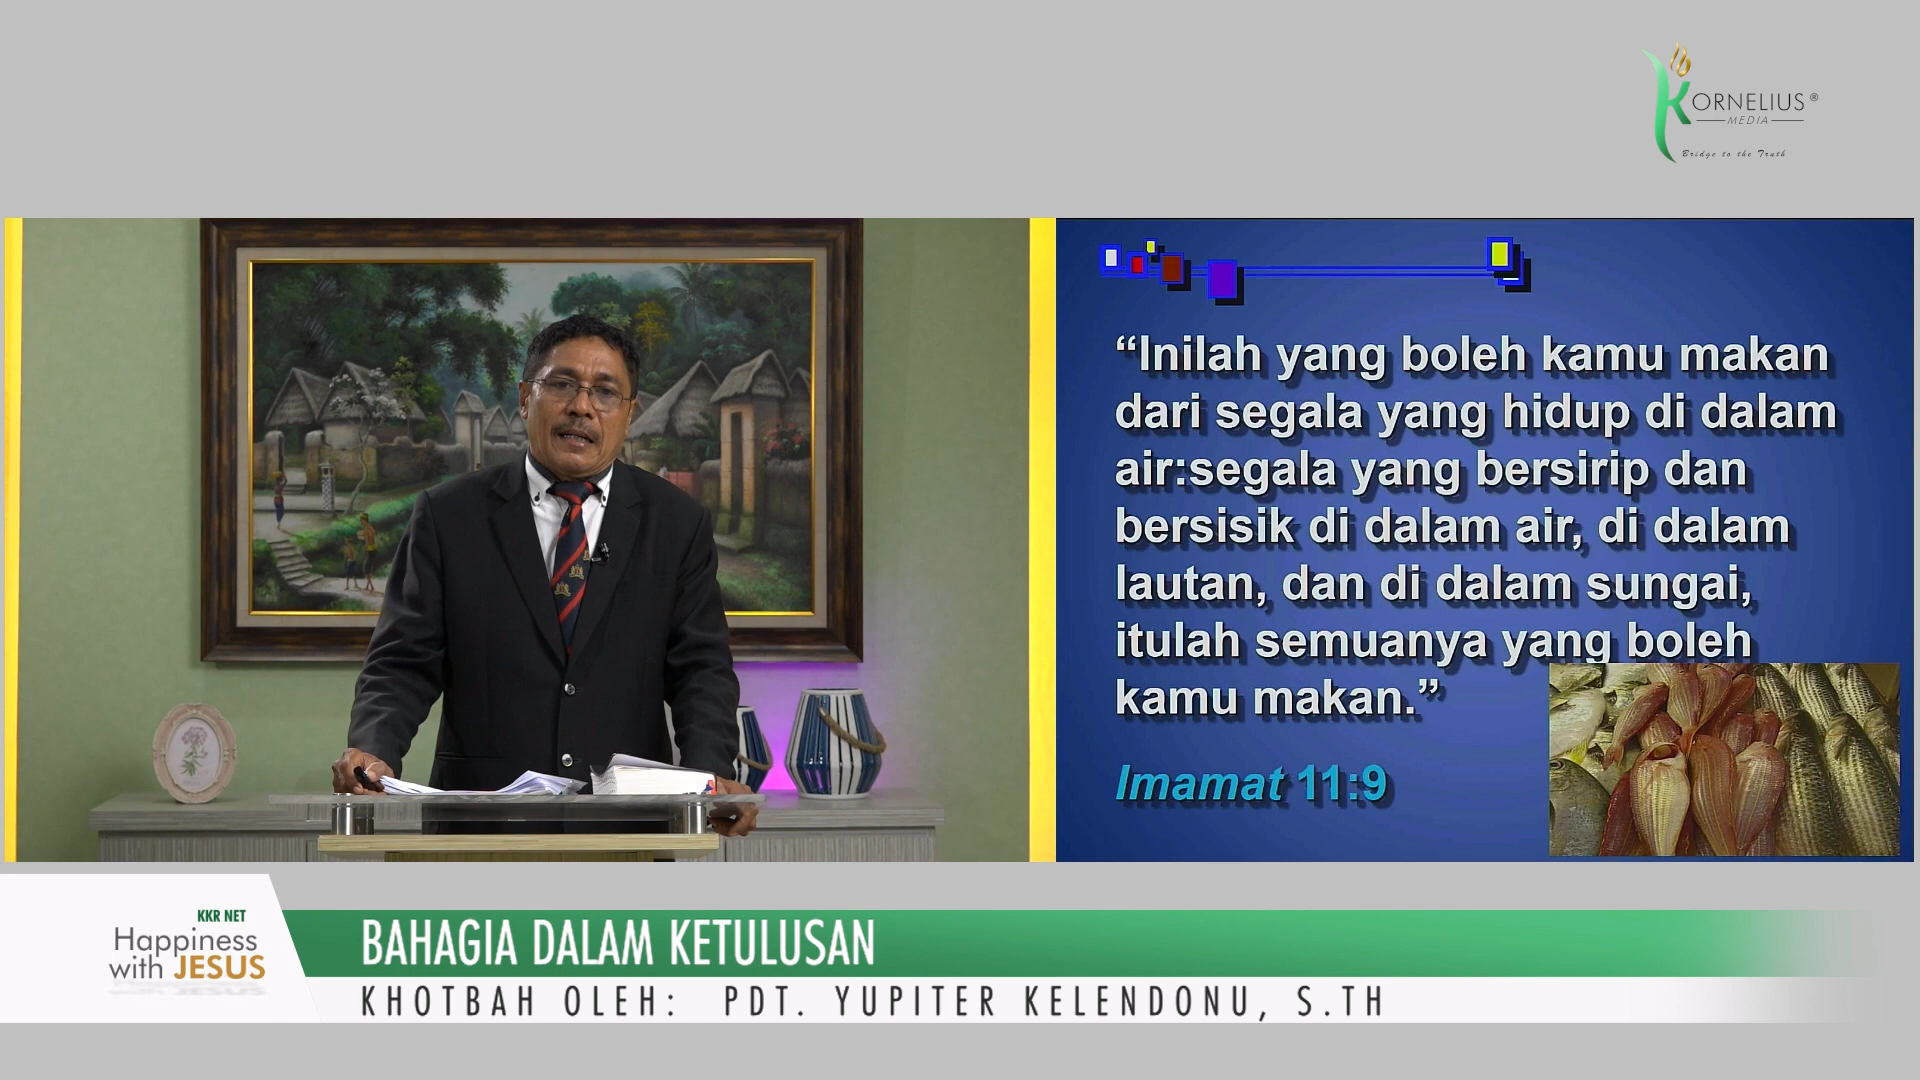 KORNELIUS ®
MEDIA
Bridge to the Truth
“Inilah yang boleh kamu makan
dari segala yang hidup di dalam
air:segala yang bersirip dan
bersisik di dalam air, di dalam
lautan, dan di dalam sungai,
itulah semuanya yang boleh
kamu makan.”
Imamat 11:9
KKR NET
Happiness
with JESUS
BAHAGIA DALAM KETULUSAN
KHOTBAH OLEH: PDT. YUPITER KELENDONU, S.TH